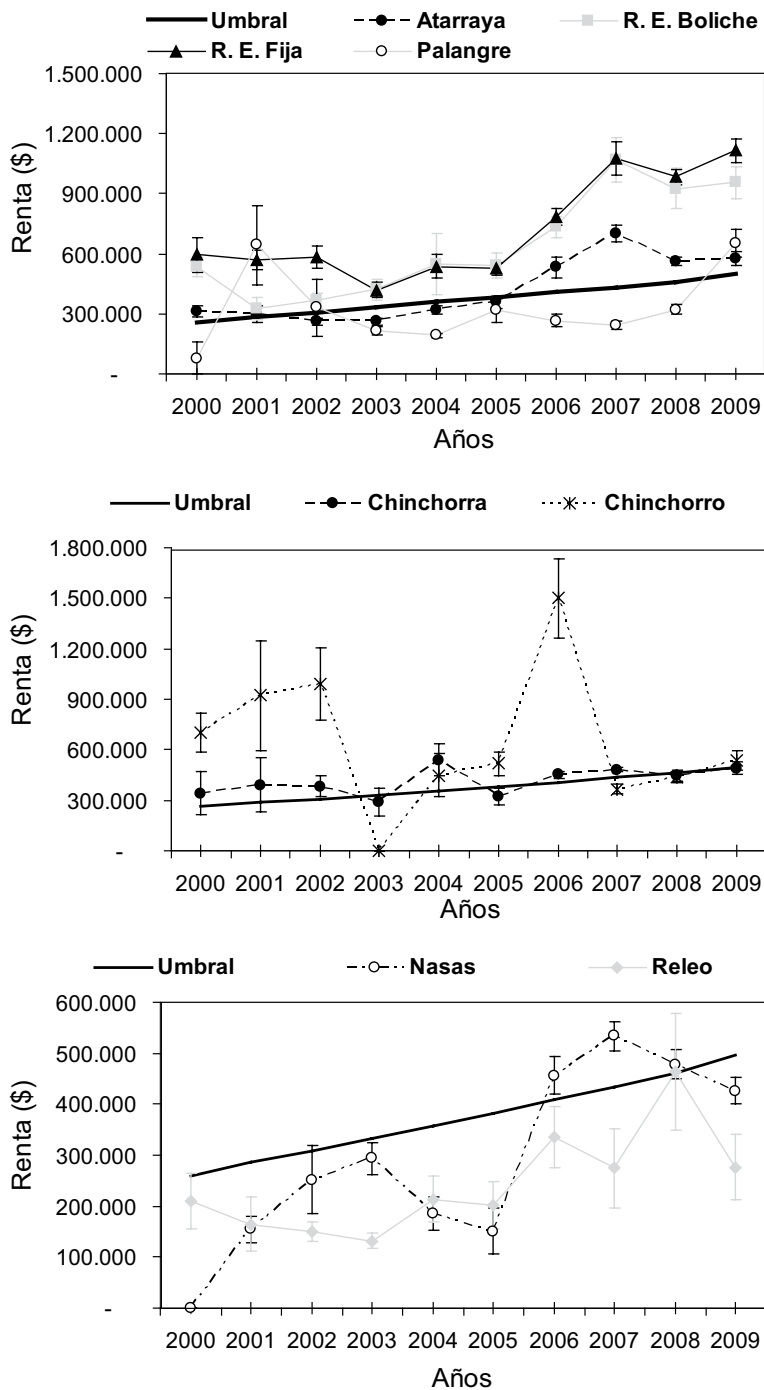 Umbral Atarraya R. E. Boliche
R. E. Fija Palangre
1.500.000
1.200.000
900.000
600.000
300.000
-
Renta ($)
2000 2001 2002 2003 2004 2005 2006 2007 2008 2009
Años
Umbral Chinchorra Chinchorro
1.800.000
1.500.000
1.200.000
900.000
600.000
300.000
-
Renta ($)
2000 2001 2002 2003 2004 2005 2006 2007 2008 2009
Años
Umbral Nasas Releo
600.000
500.000
400.000
300.000
200.000
100.000
-
Renta ($)
2000 2001 2002 2003 2004 2005 2006 2007 2008 2009
Años